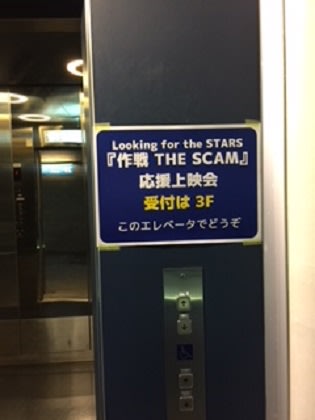 Looking for the STARS
『作戦 THE SCAM』
応援上映会
受付は 3F
このエレベータでどうぞ